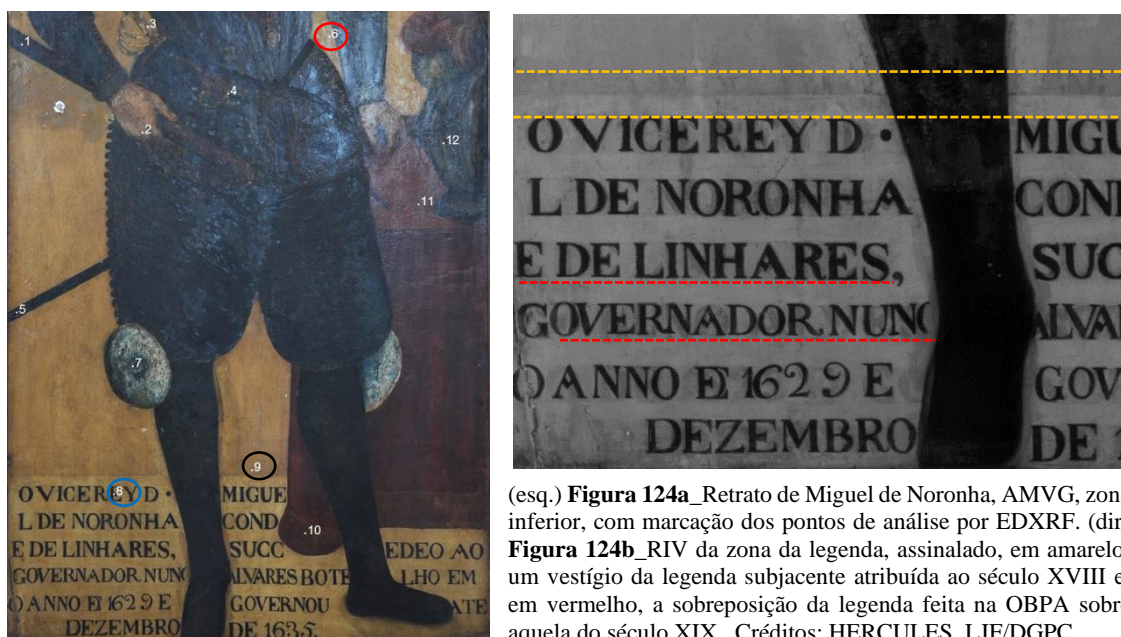 .1
.3
.6
.4
.2
.12
.11
.5
.7
.9
.8
.10
O VICEREY D · MIGUE
L DE NORONHA COND
E DE LINHARES, SUCC EDEO AO
GOVERNADOR NUNO ALVARES BOTE LHO EM
O ANNO E 1629 E GOVERNOU ATE
DEZEMBRO DE 1635.
O VICEREY D · MIGU
L DE NORONHA CON
E DE LINHARES, SUC
GOVERNADOR NUN ALVA
O ANNO E 1629 E GOV
DEZEMBRO DE
(esq.) Figura 124a_Retrato de Miguel de Noronha, AMVG, zon
inferior, com marcação dos pontos de análise por EDXRF. (dir
Figura 124b_RIV da zona da legenda, assinalado, em amarelo
um vestígio da legenda subjacente atribuída ao século XVIII e
em vermelho, a sobreposição da legenda feita na OBPA sobr
aquela do século XIX. Créditos: HERCULES, LJF/DGPC